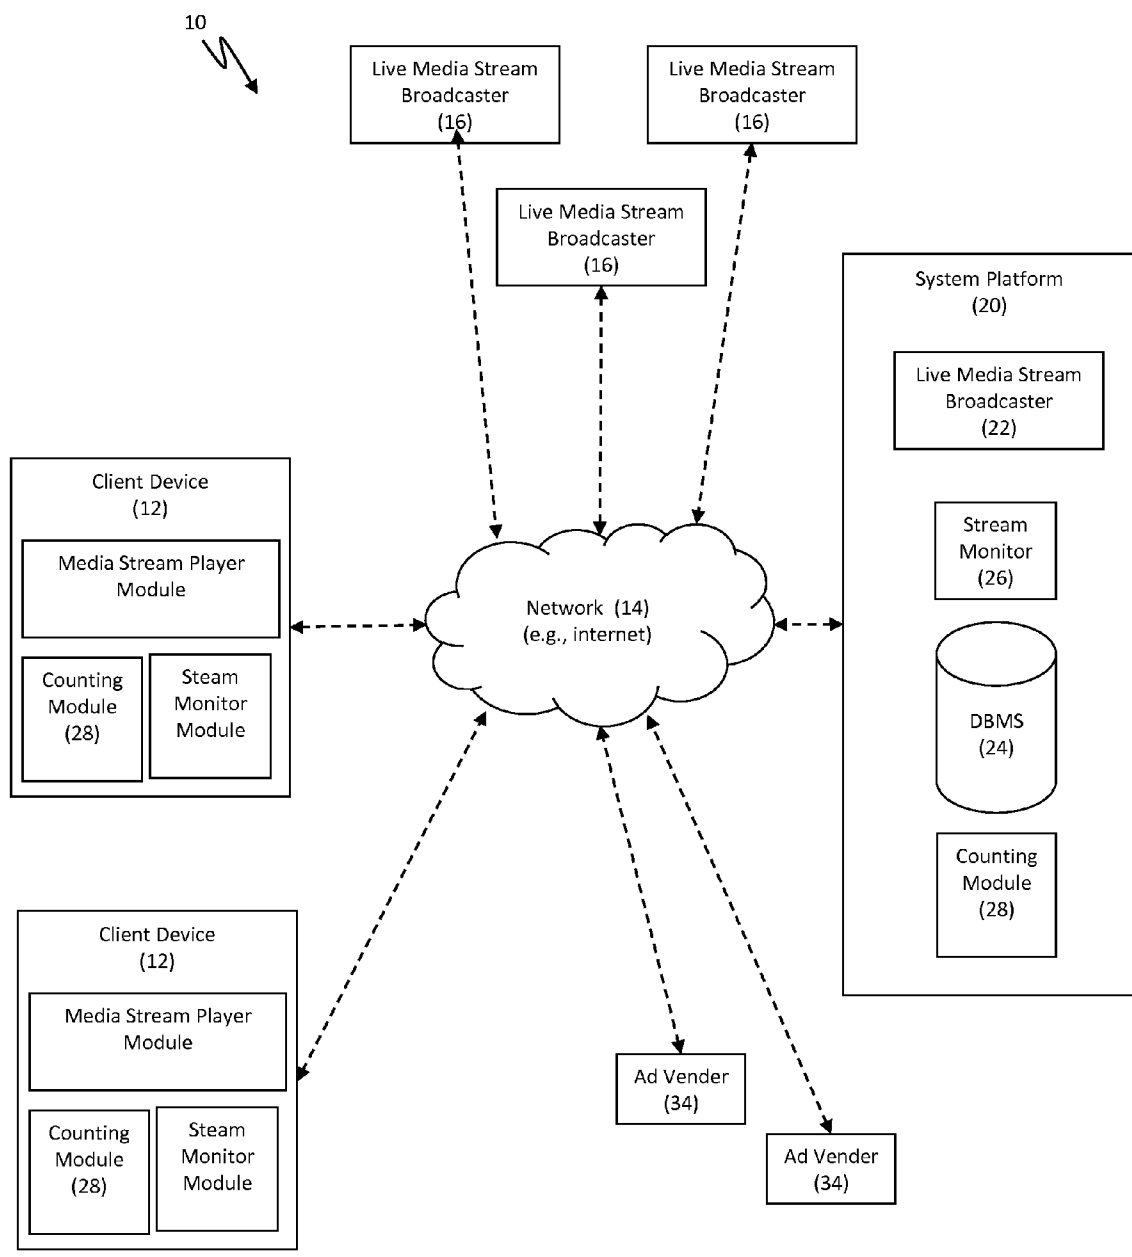 10
Live Media Stream
Broadcaster
(16)
Live Media Stream
Broadcaster
(16)
Live Media Stream
Broadcaster
(16)
System Platform
(20)
Live Media Stream
Broadcaster
(22)
Stream
Monitor
(26)
DBMS
(24)
Counting
Module
(28)
Client Device
(12)
Media Stream Player
Module
Counting
Module
(28)
Steam
Monitor
Module
Network (14)
(e.g., internet)
Client Device
(12)
Media Stream Player
Module
Counting
Module
(28)
Steam
Monitor
Module
Ad Vender
(34)
Ad Vender
(34)